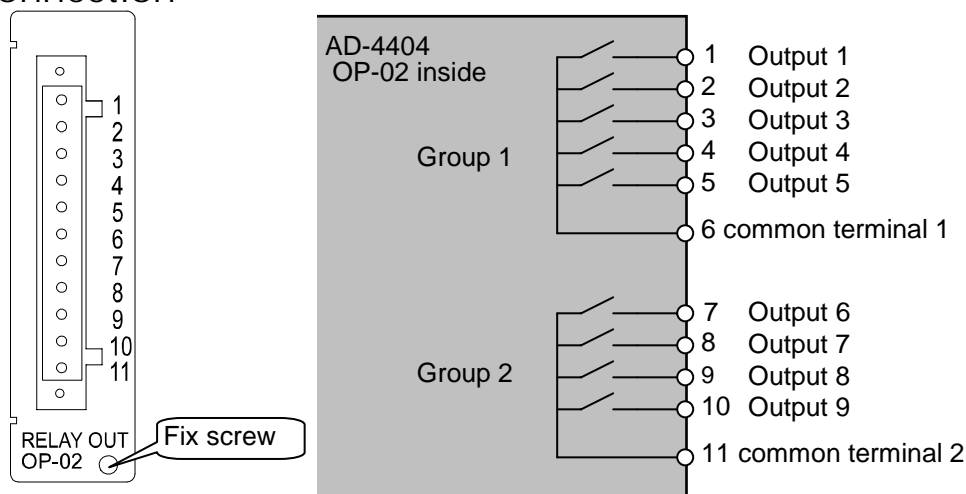 AD-4404
OP-02 inside
1
2
3
4
5
6
7
8
9
10
11
RELAY OUT
OP-02
Fix screw
Group 1
1 Output 1
2 Output 2
3 Output 3
4 Output 4
5 Output 5
6 common terminal 1
Group 2
7 Output 6
8 Output 7
9 Output 8
10 Output 9
11 common terminal 2